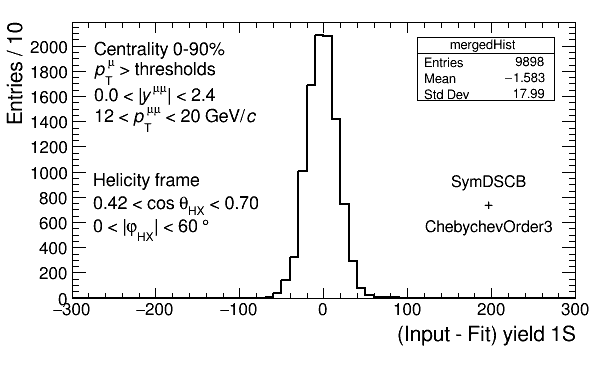 Entries / 10
2000
1800
1600
1400
1200
1000
800
600
400
200
0
Centrality 0-90%
p_T^μ > thresholds
0.0 < |y^μμ| < 2.4
12 < p_T^μμ < 20 GeV/c
Helicity frame
0.42 < cos θ_HX < 0.70
0 < |φ_HX| < 60 °
mergedHist
Entries 9898
Mean −1.583
Std Dev 17.99
SymDSCB
+
ChebychevOrder3
−300 −200 −100 0 100 200 300
(Input - Fit) yield 1S